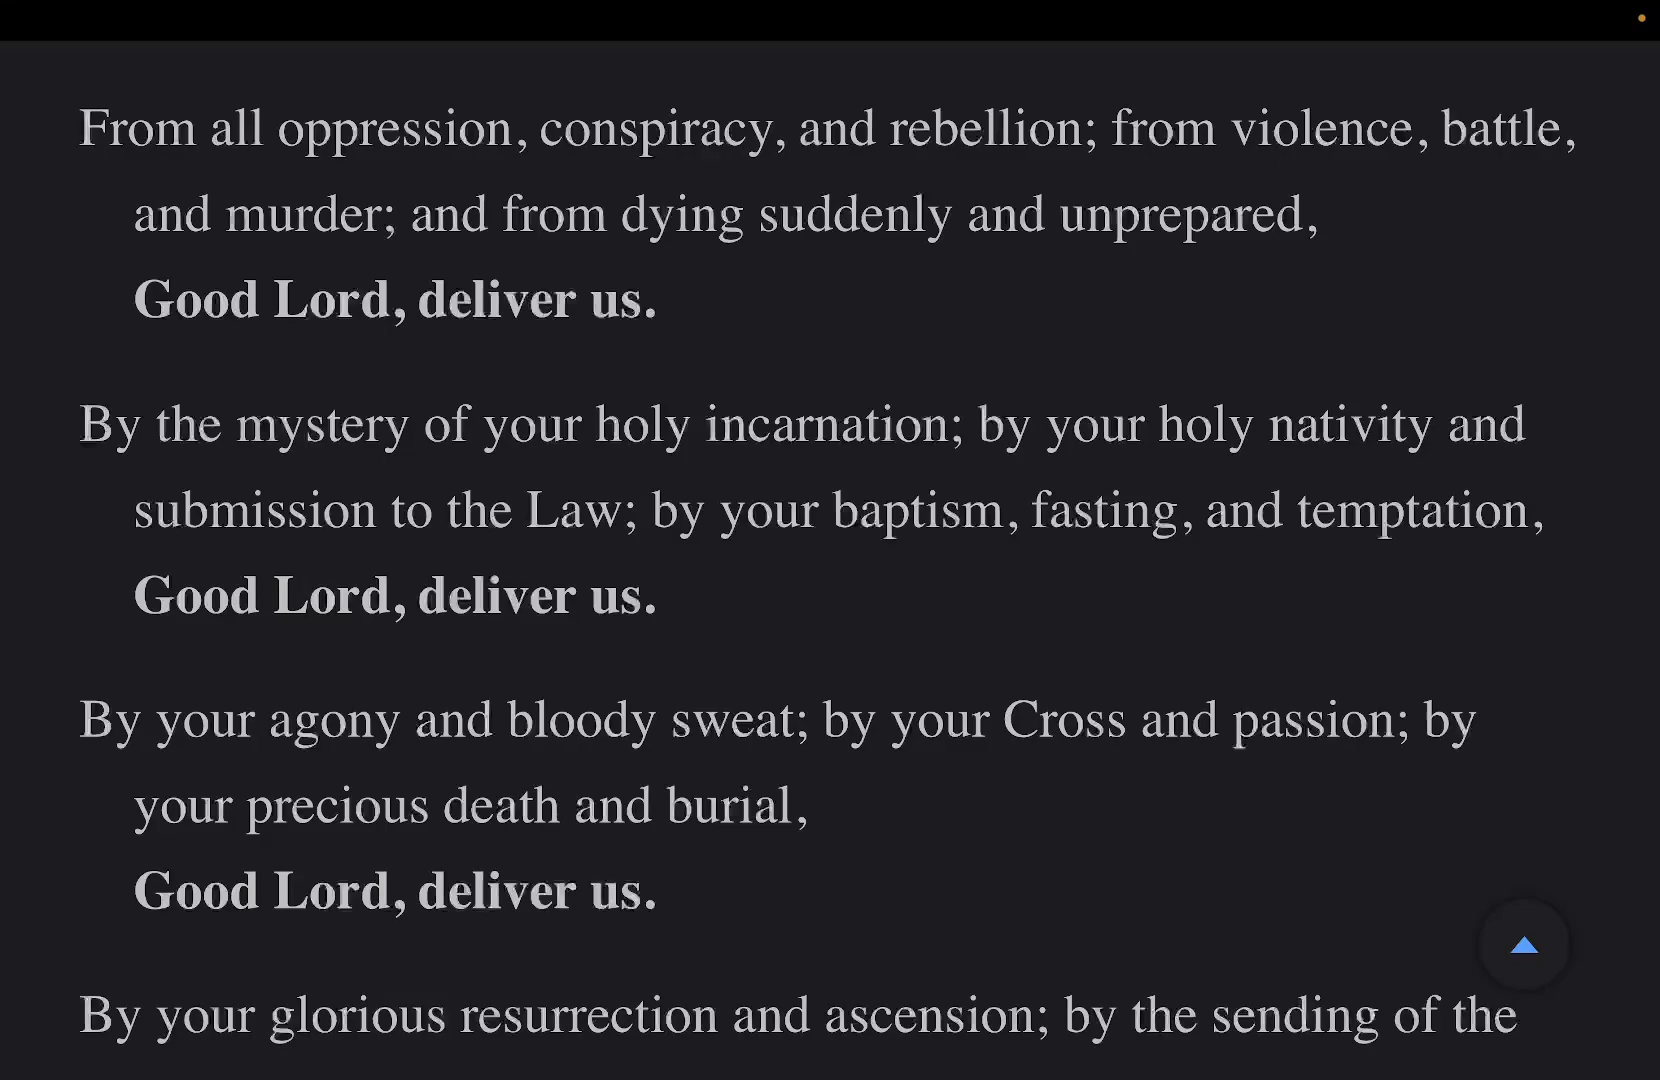 From all oppression, conspiracy, and rebellion; from violence, battle,
and murder; and from dying suddenly and unprepared,
Good Lord, deliver us.
By the mystery of your holy incarnation; by your holy nativity and
submission to the Law; by your baptism, fasting, and temptation,
Good Lord, deliver us.
By your agony and bloody sweat; by your Cross and passion; by
your precious death and burial,
Good Lord, deliver us.
By your glorious resurrection and ascension; by the sending of the